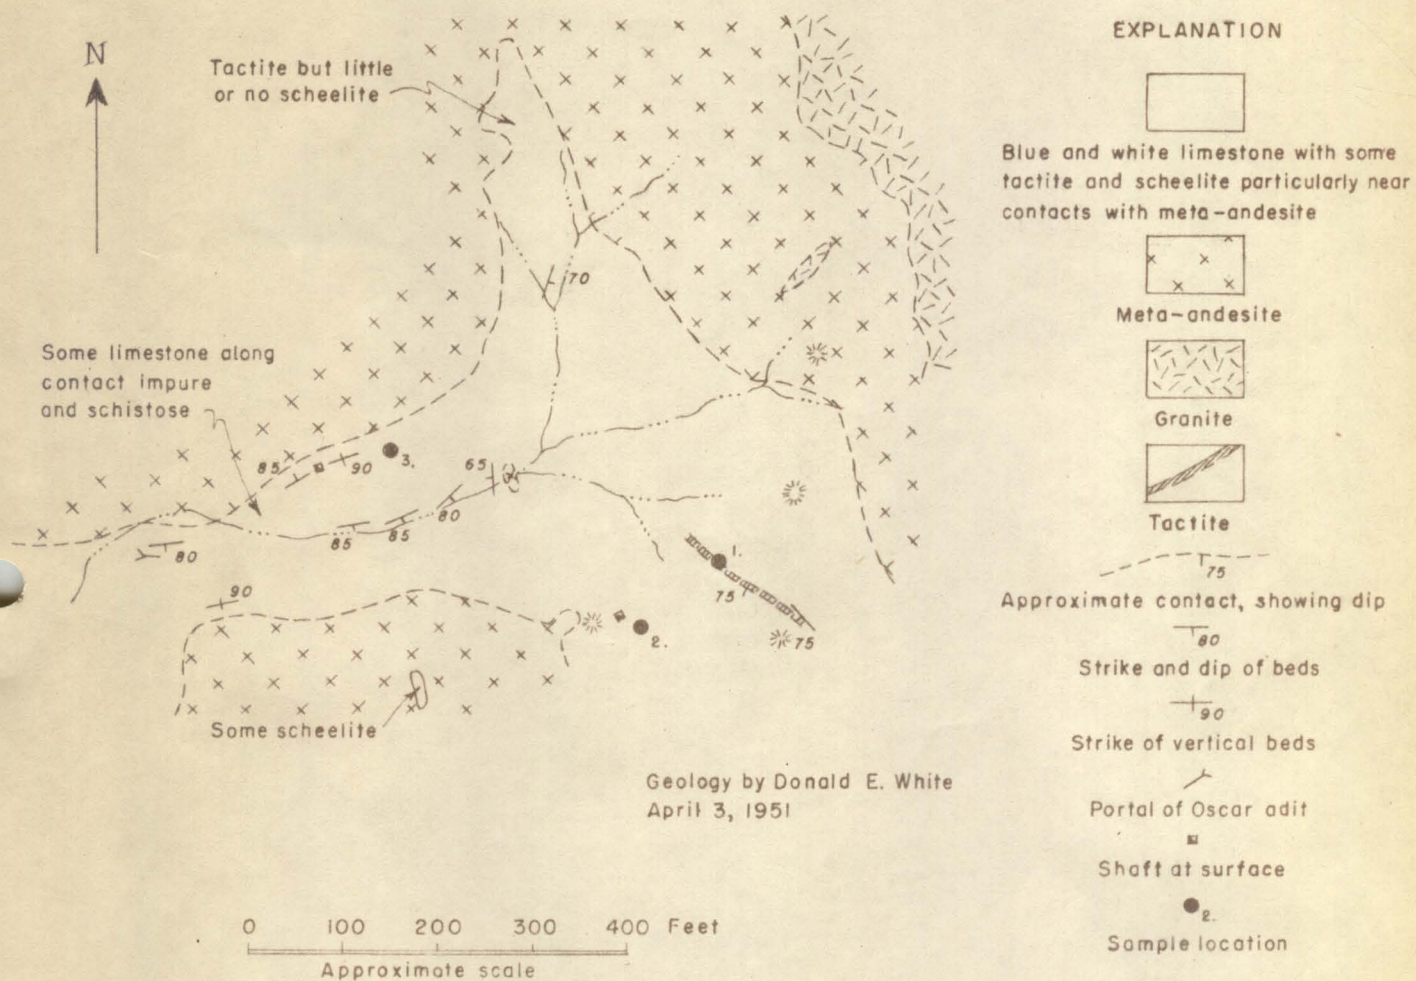 N
Tactite but little
or no scheelite
70
Some limestone along
contact impure
and schistose
85
90
3.
65
80
85
85
80
90
1.
75
2.
75
Some scheelite
Geology by Donald E. White
April 3, 1951
0 100 200 300 400 Feet
Approximate scale
EXPLANATION
Blue and white limestone with some
tactite and scheelite particularly near
contacts with meta-andesite
Meta-andesite
Granite
Tactite
75
Approximate contact, showing dip
80
Strike and dip of beds
90
Strike of vertical beds
Portal of Oscar adit
Shaft at surface
2.
Sample location